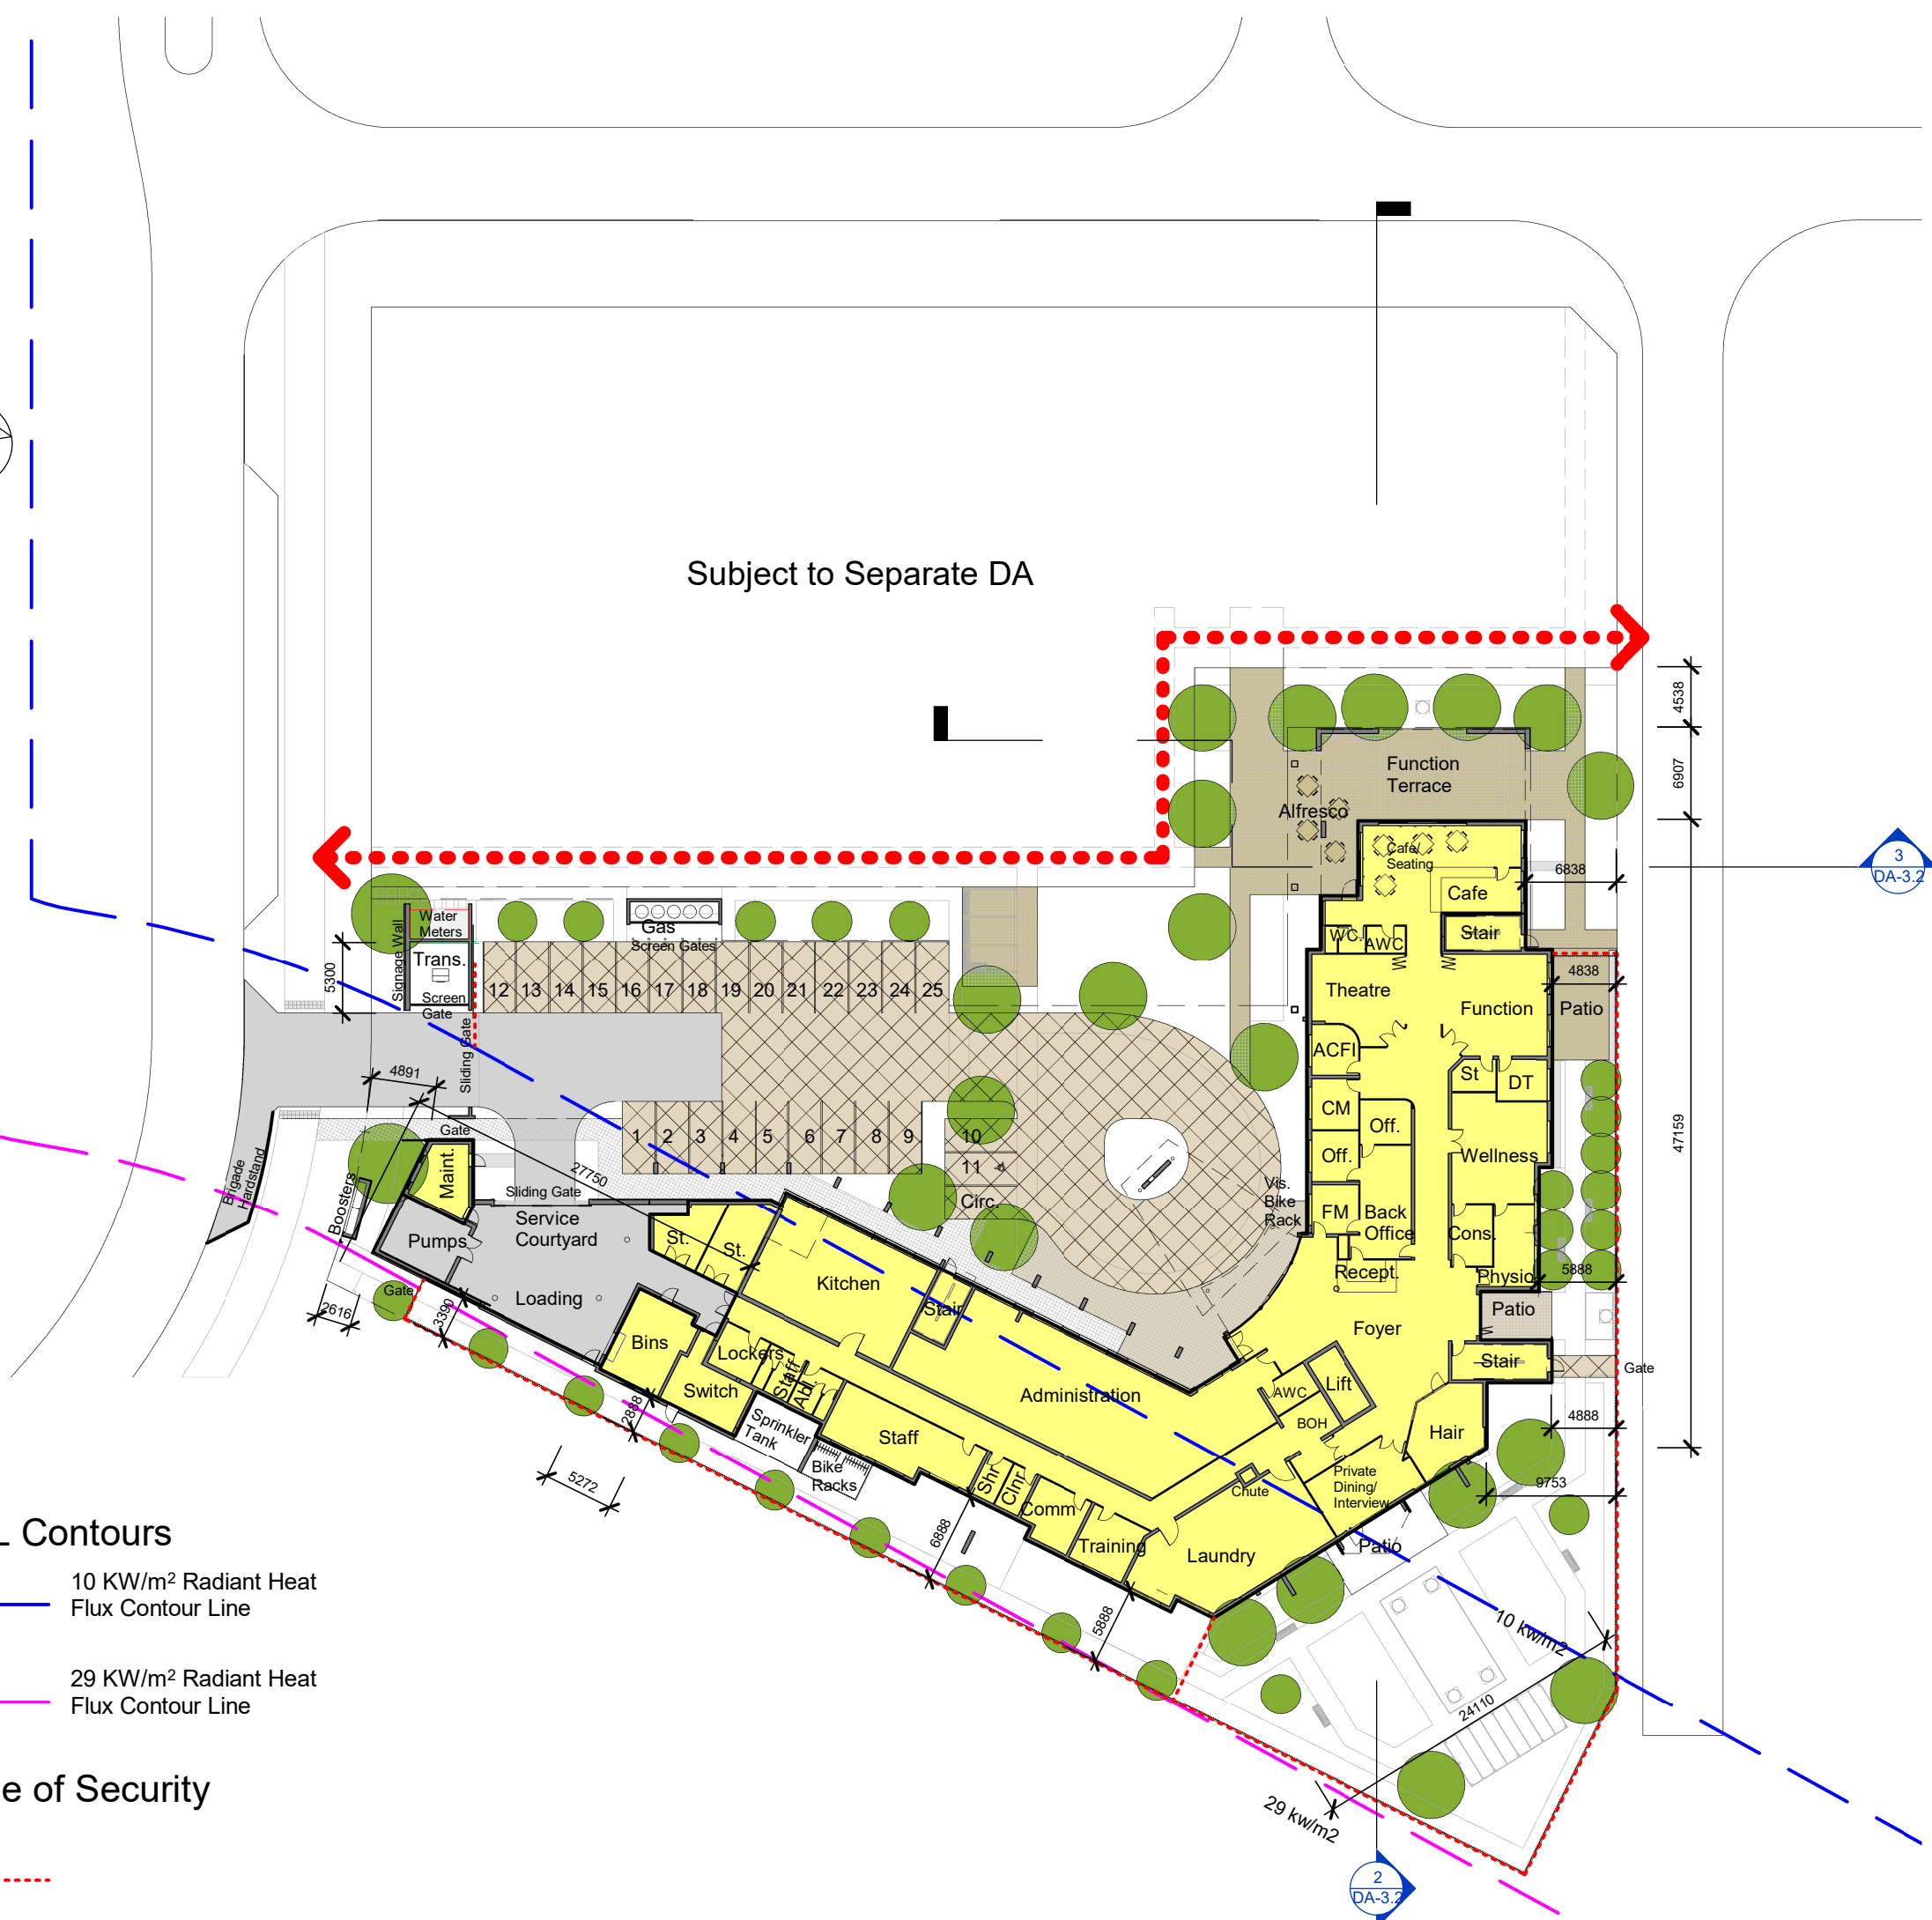 Subject to Separate DA
4538
6907
Function
Terrace
Alfresco
Cafe/
Seating
Cafe
6838
3
DA-3.2
Water
Meters
Signage Wall
Trans.
Screen
Gate
5300
Gas
Screen Gates
WC.
AWC
Stair
12
13
14
15
16
17
18
19
20
21
22
23
24
25
Theatre
Function
4838
Patio
Sliding Gate
ACFI
St
DT
4891
CM
Off.
47159
Gate
1
2
3
4
5
6
7
8
9
10
11
Circ.
Off.
Wellness
Brigade
Hardstand
Boosters
Maint.
27750
Sliding Gate
Service
Courtyard
Pumps
St.
St.
Vis.
Bike
Rack
FM
Back
Office
Cons.
Recept.
Physio
5888
Kitchen
Gate
Loading
2616
3390
Stair
Patio
Foyer
Bins
Lockers
Staff
Abl.
Switch
Stair
Gate
Administration
AWC
Lift
2888
Sprinkler
Tank
Staff
BOH
Hair
4888
Bike
Racks
5272
Shr
Clnr
Comm
Chute
Private
Dining/
Interview
9753
6888
Training
Laundry
Patio
L Contours
10 KW/m² Radiant Heat
Flux Contour Line
5888
10 kw/m2
29 KW/m² Radiant Heat
Flux Contour Line
24110
29 kw/m2
e of Security
2
DA-3.2